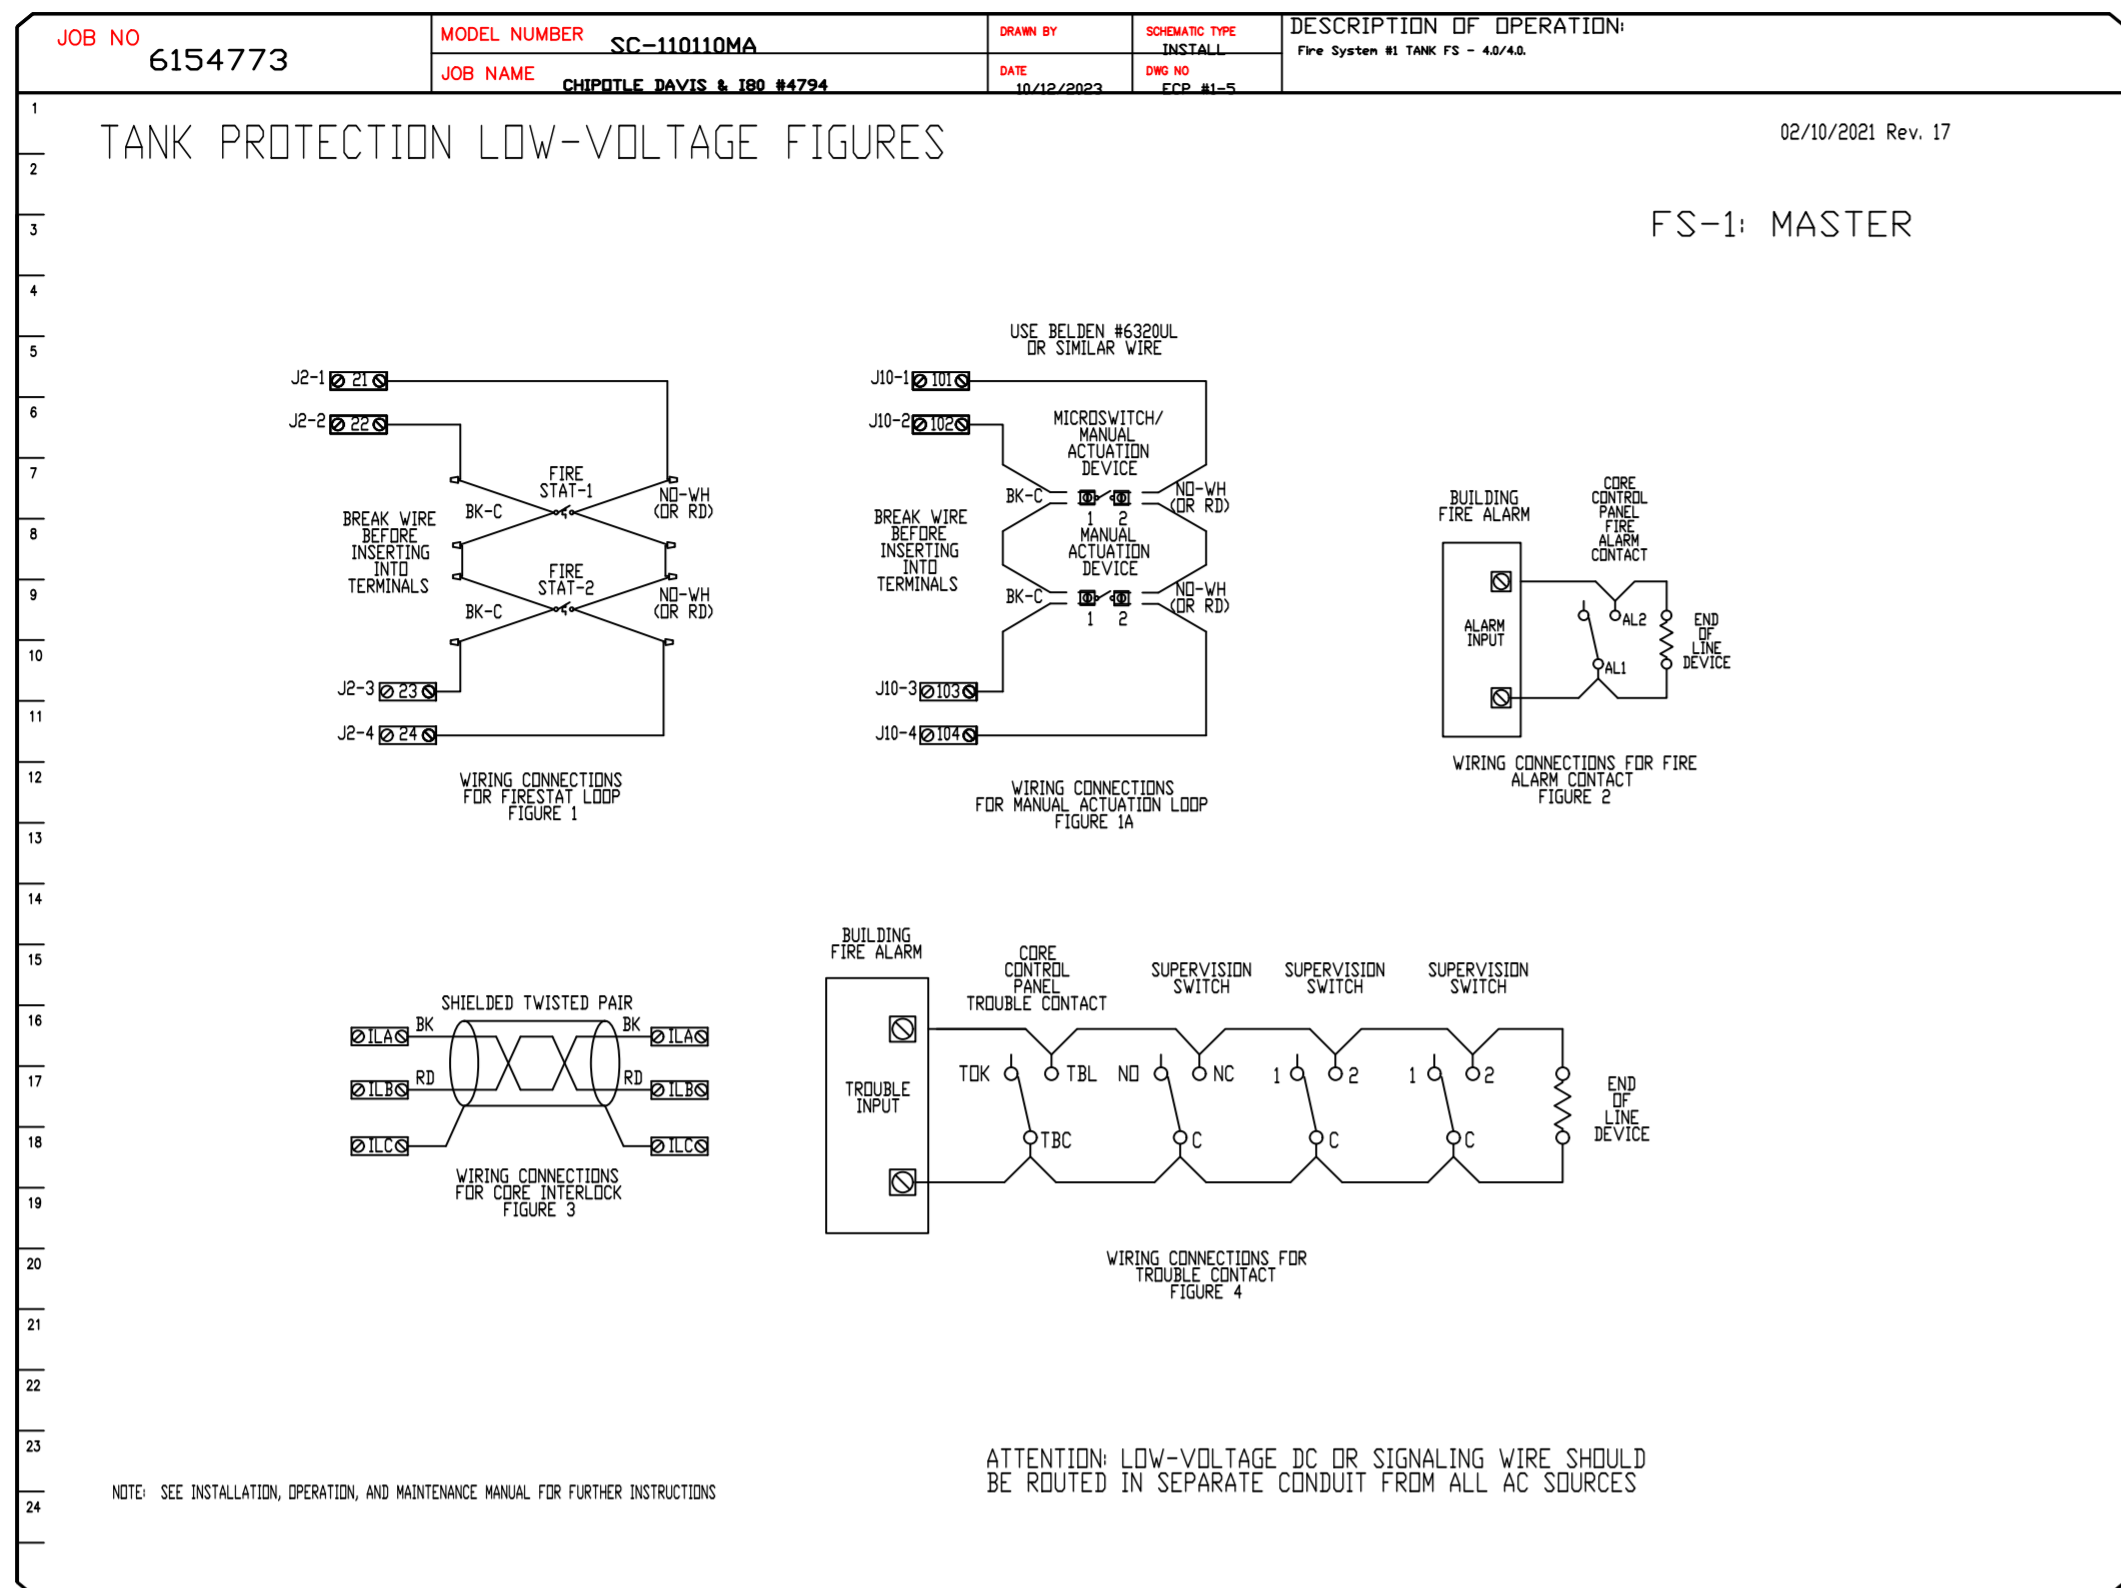 JOB NO
6154773
MODEL NUMBER SC-110110MA
JOB NAME CHIPOTLE DAVIS & I80 #4794
DRAWN BY
DATE
10/12/2023
SCHEMATIC TYPE
INSTALL
DWG NO
ECP #1-5
DESCRIPTION OF OPERATION:
Fire System #1 TANK FS - 4.0/4.0.
1
2
3
4
5
6
7
8
9
10
11
12
13
14
15
16
17
18
19
20
21
22
23
24
TANK PROTECTION LOW-VOLTAGE FIGURES
02/10/2021 Rev. 17
FS-1: MASTER
J2-1 21
J2-2 22
FIRE
STAT-1
BK-C
NO-WH
(OR RD)
BREAK WIRE
BEFORE
INSERTING
INTO
TERMINALS
FIRE
STAT-2
BK-C
NO-WH
(OR RD)
J2-3 23
J2-4 24
WIRING CONNECTIONS
FOR FIRESTAT LOOP
FIGURE 1
USE BELDEN #6320UL
OR SIMILAR WIRE
J10-1 101
J10-2 102
MICROSWITCH/
MANUAL
ACTUATION
DEVICE
BK-C
NO-WH
(OR RD)
1 2
BREAK WIRE
BEFORE
INSERTING
INTO
TERMINALS
MANUAL
ACTUATION
DEVICE
BK-C
NO-WH
(OR RD)
1 2
J10-3 103
J10-4 104
WIRING CONNECTIONS
FOR MANUAL ACTUATION LOOP
FIGURE 1A
BUILDING
FIRE ALARM
CORE
CONTROL
PANEL
FIRE
ALARM
CONTACT
ALARM
INPUT
AL2
AL1
END
OF
LINE
DEVICE
WIRING CONNECTIONS FOR FIRE
ALARM CONTACT
FIGURE 2
SHIELDED TWISTED PAIR
ILA BK BK ILA
ILB RD RD ILB
ILC ILC
WIRING CONNECTIONS
FOR CORE INTERLOCK
FIGURE 3
BUILDING
FIRE ALARM
TROUBLE
INPUT
CORE
CONTROL
PANEL
TROUBLE CONTACT
SUPERVISION
SWITCH
SUPERVISION
SWITCH
SUPERVISION
SWITCH
TOK TBL NO NC 1 2 1 2
TBC C C C
END
OF
LINE
DEVICE
WIRING CONNECTIONS FOR
TROUBLE CONTACT
FIGURE 4
ATTENTION: LOW-VOLTAGE DC OR SIGNALING WIRE SHOULD
BE ROUTED IN SEPARATE CONDUIT FROM ALL AC SOURCES
NOTE: SEE INSTALLATION, OPERATION, AND MAINTENANCE MANUAL FOR FURTHER INSTRUCTIONS